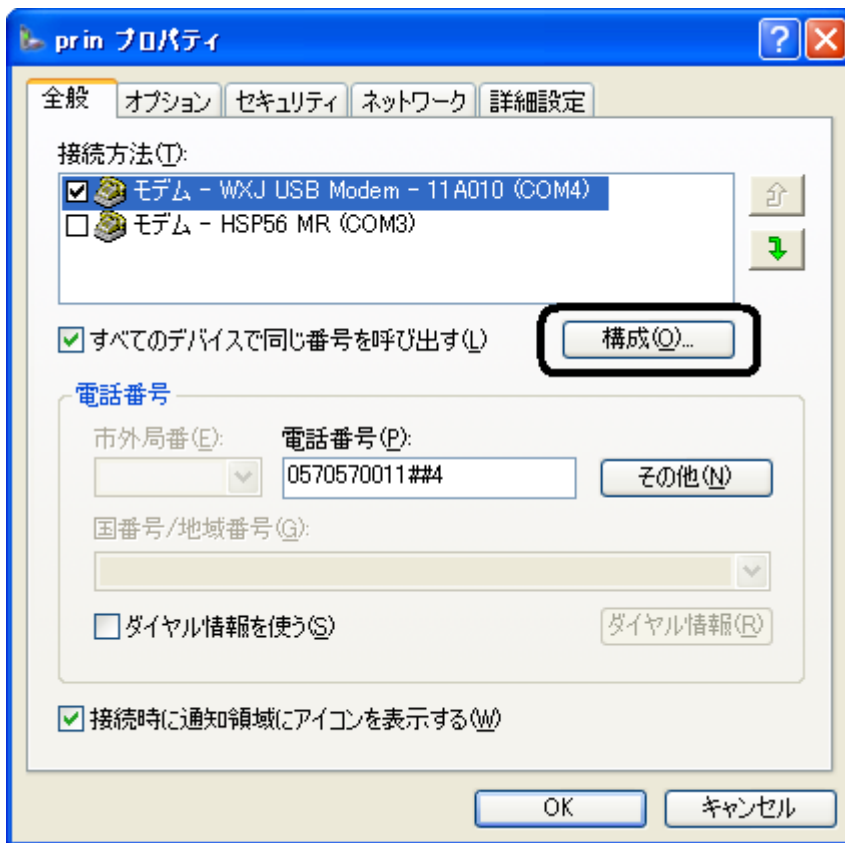 prin プロパティ
全般 オプション セキュリティ ネットワーク 詳細設定
接続方法(T):
モデム - WXJ USB Modem - 11A010 (COM4)
モデム - HSP56 MR (COM3)
すべてのデバイスで同じ番号を呼び出す(L) 構成(O)...
電話番号
市外局番(E): 電話番号(P):
0570570011##4 その他(N)
国番号/地域番号(G):
ダイヤル情報を使う(S) ダイヤル情報(R)
接続時に通知領域にアイコンを表示する(W)
OK キャンセル